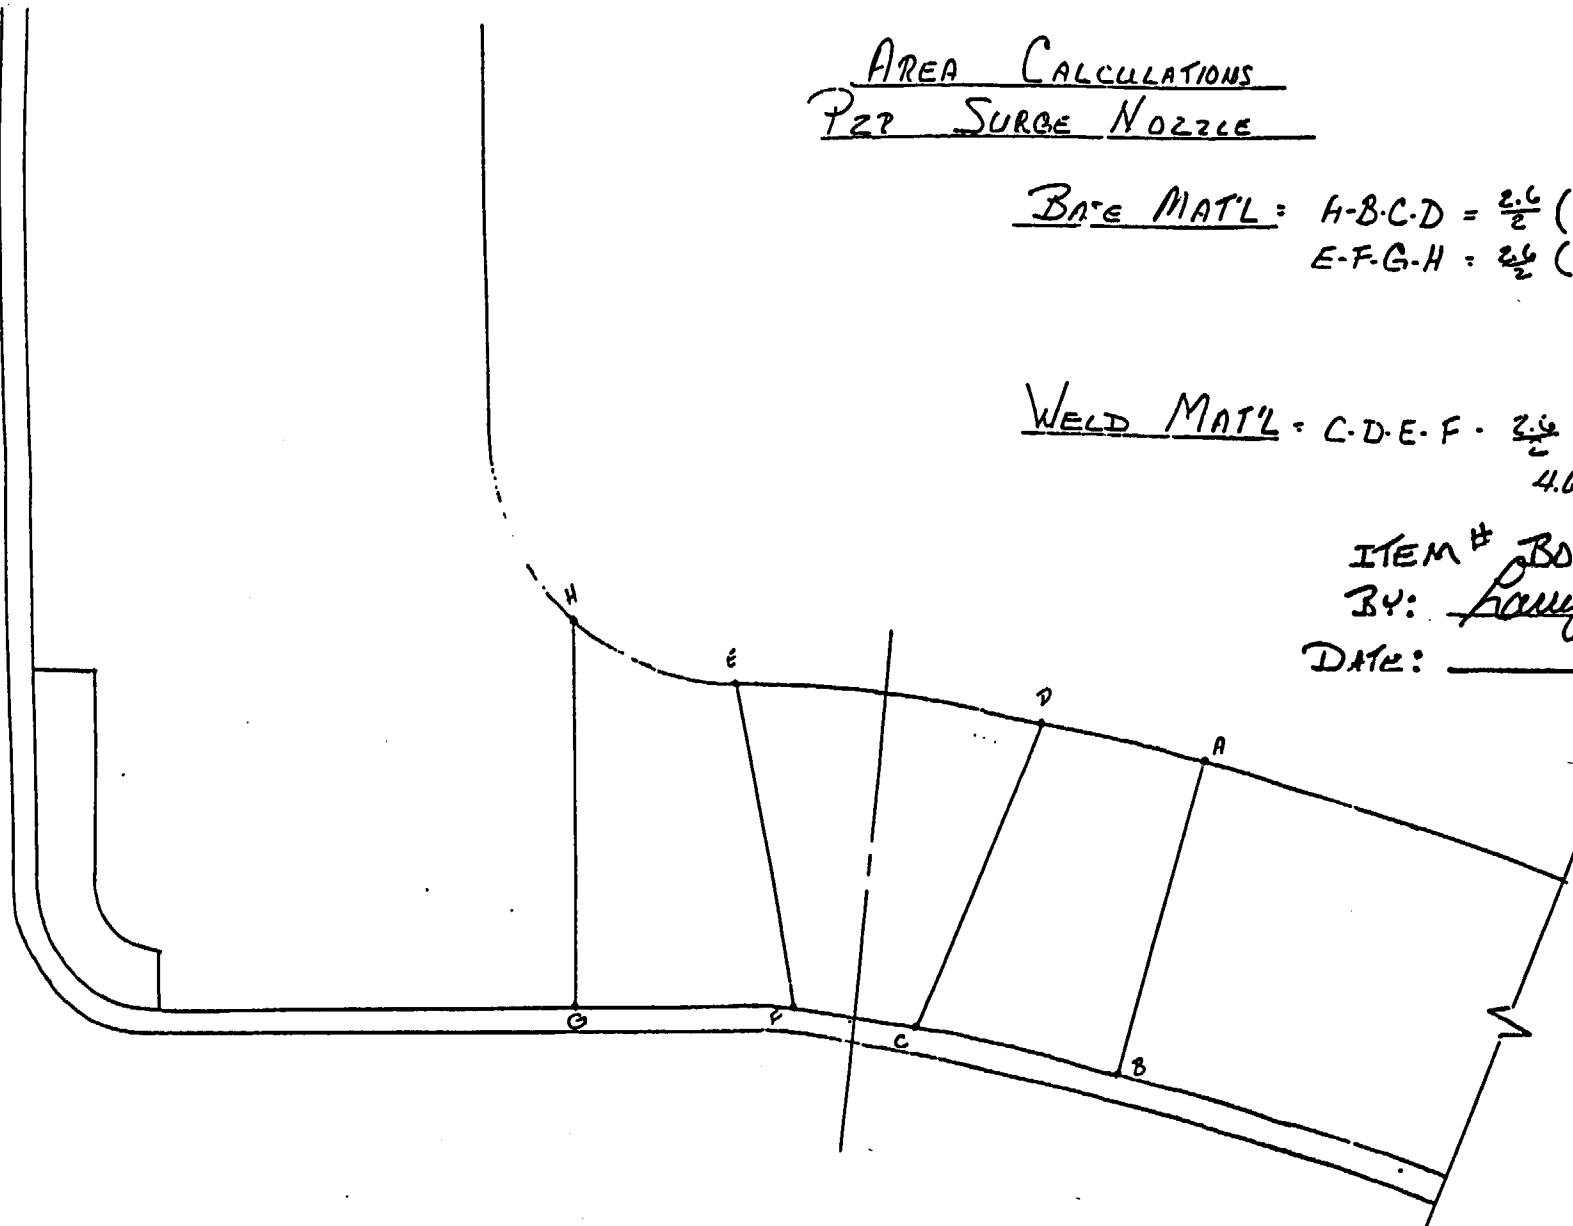 AREA CALCULATIONS
PZR SURGE NOZZLE
BASE MAT'L = A-B-C-D = 2.6/2 (
E-F-G-H = 2.6/2 (
WELD MAT'L = C-D-E-F = 2.6/2
ITEM #
BY: Larry
DATE:
H
E
D
A
G
F
C
B